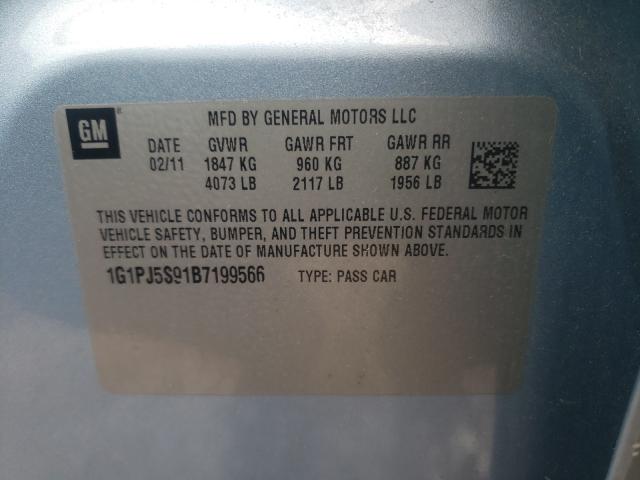 GM
MFD BY GENERAL MOTORS LLC
DATE GVWR GAWR FRT GAWR RR
02/11 1847 KG 960 KG 887 KG
4073 LB 2117 LB 1956 LB
THIS VEHICLE CONFORMS TO ALL APPLICABLE U.S. FEDERAL MOTOR
VEHICLE SAFETY, BUMPER, AND THEFT PREVENTION STANDARDS IN
EFFECT ON THE DATE OF MANUFACTURE SHOWN ABOVE.
1G1PJ5S91B7199566 TYPE: PASS CAR